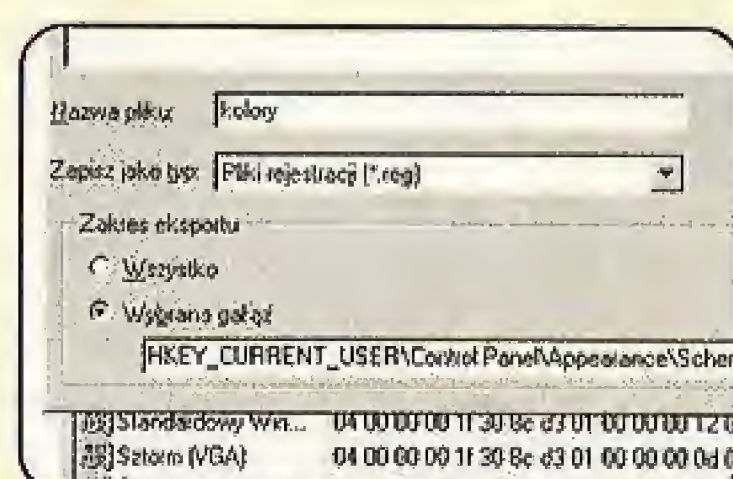 Nazwa pliku: kolory
Zapisz jako typ: Pliki rejestracji (*.reg)
Zakres eksportu
Wszystko
Wybrana gałąź
HKEY_CURRENT_USER\Control Panel\Appearance\Schem
Standardowy Win... 04 00 00 00 1f 30 8c d3 01 00 00 00 12 0
Sztorm (VGA) 04 00 00 00 1f 30 8c d3 01 00 00 00 0d 0